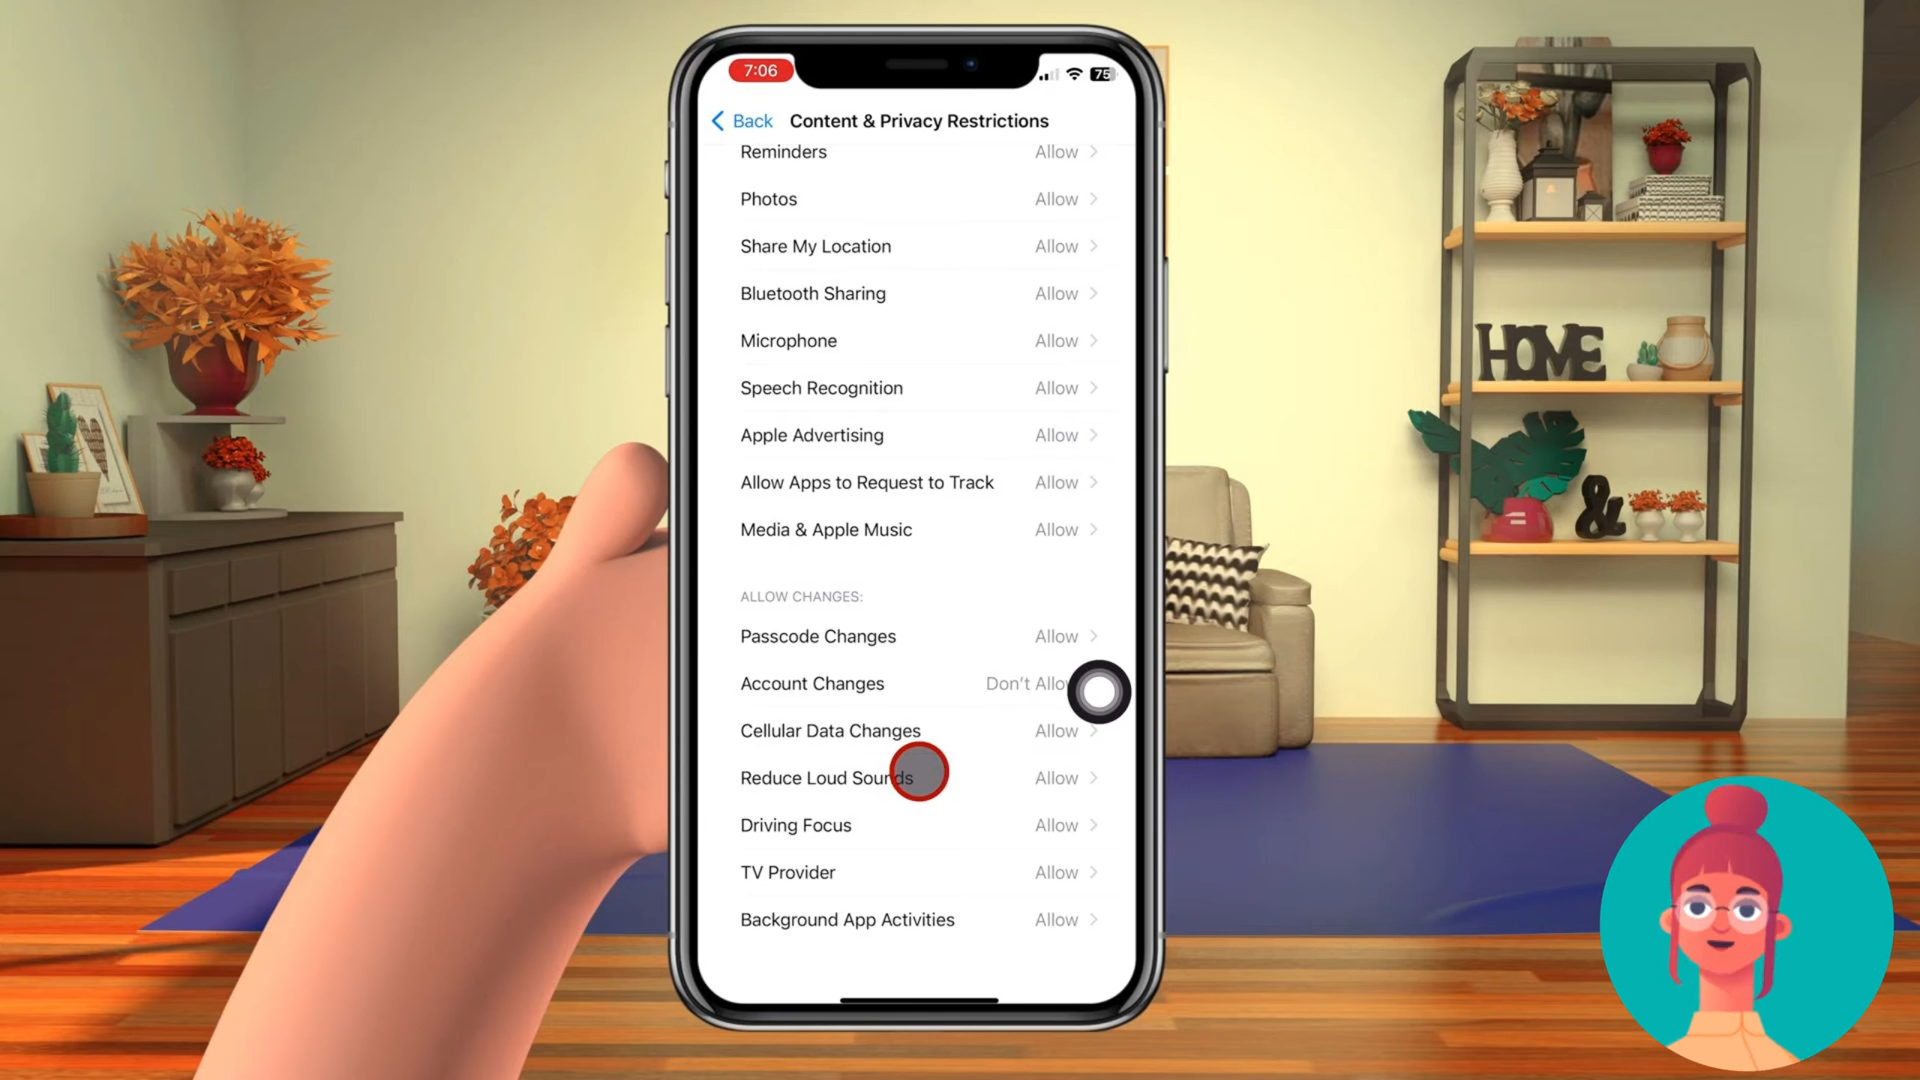 7:06
75
Back Content & Privacy Restrictions
Reminders Allow
Photos Allow
Share My Location Allow
Bluetooth Sharing Allow
Microphone Allow
Speech Recognition Allow
Apple Advertising Allow
Allow Apps to Request to Track Allow
Media & Apple Music Allow
ALLOW CHANGES:
Passcode Changes Allow
Account Changes Don't Allow
Cellular Data Changes Allow
Reduce Loud Sounds Allow
Driving Focus Allow
TV Provider Allow
Background App Activities Allow
HOME
&